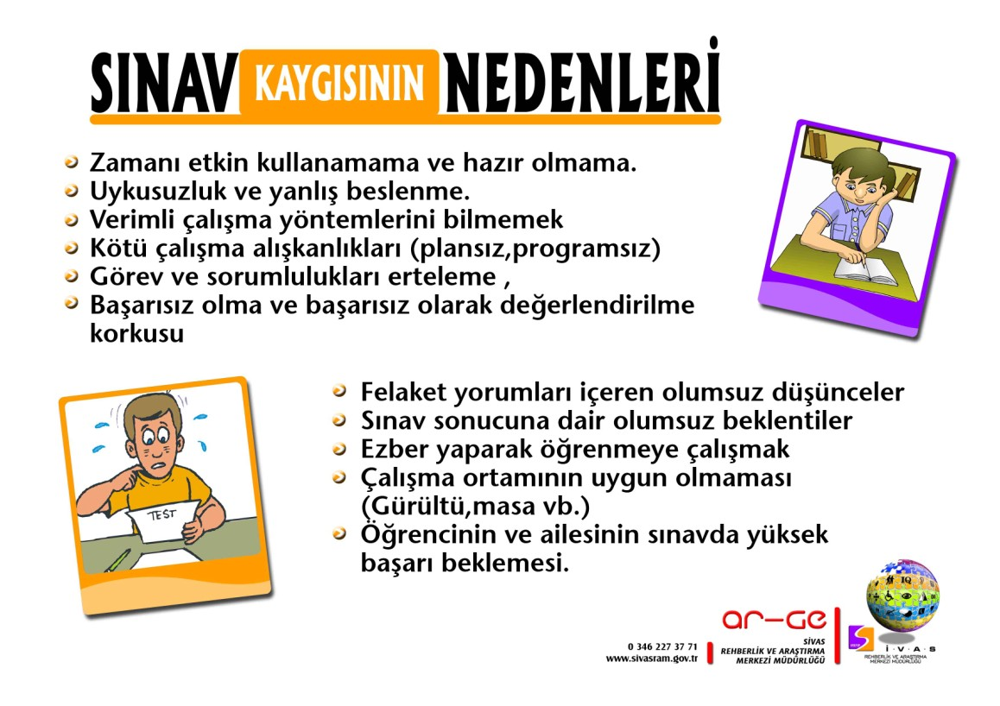 SINAV KAYGISININ NEDENLERİ
Zamanı etkin kullanamama ve hazır olmama.
Uykusuzluk ve yanlış beslenme.
Verimli çalışma yöntemlerini bilmemek
Kötü çalışma alışkanlıkları (plansız,programsız)
Görev ve sorumlulukları erteleme ,
Başarısız olma ve başarısız olarak değerlendirilme
korkusu
TEST
Felaket yorumları içeren olumsuz düşünceler
Sınav sonucuna dair olumsuz beklentiler
Ezber yaparak öğrenmeye çalışmak
Çalışma ortamının uygun olmaması
(Gürültü,masa vb.)
Öğrencinin ve ailesinin sınavda yüksek
başarı beklemesi.
0 346 227 37 71
www.sivasram.gov.tr
ar-Ge
SİVAS
REHBERLİK VE ARAŞTIRMA
MERKEZİ MÜDÜRLÜĞÜ
IQ
S
İ · V · A · S
REHBERLİK VE ARAŞTIRMA
MERKEZİ MÜDÜRLÜĞÜ